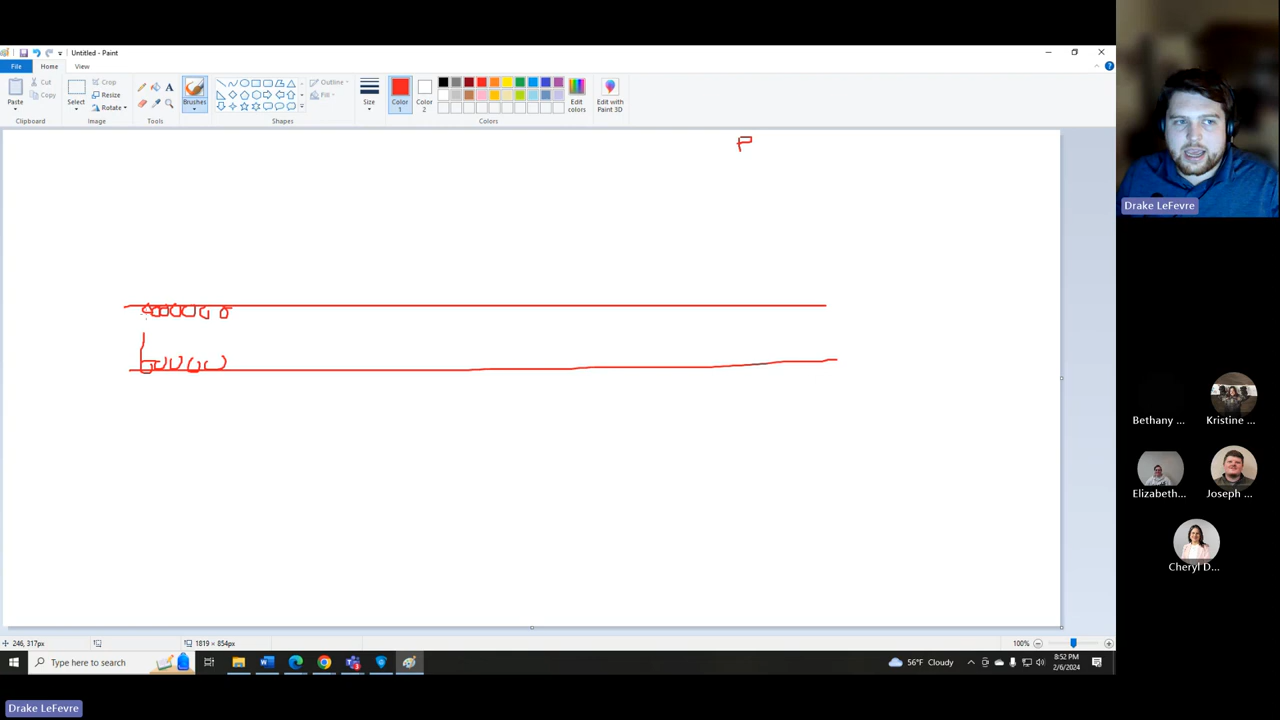 Untitled - Paint
File
Home
View
Paste
Cut
Copy
Clipboard
Select
Crop
Resize
Rotate
Image
Tools
A
Brushes
Outline
Fill
Shapes
Size
Color 1
Color 2
Edit colors
Colors
Edit with Paint 3D
P
246, 317px
1819 × 854px
100%
Type here to search
56°F Cloudy
8:52 PM
2/6/2024
Drake LeFevre
Bethany ...
Kristine ...
Elizabeth...
Joseph ...
Cheryl D...
Drake LeFevre